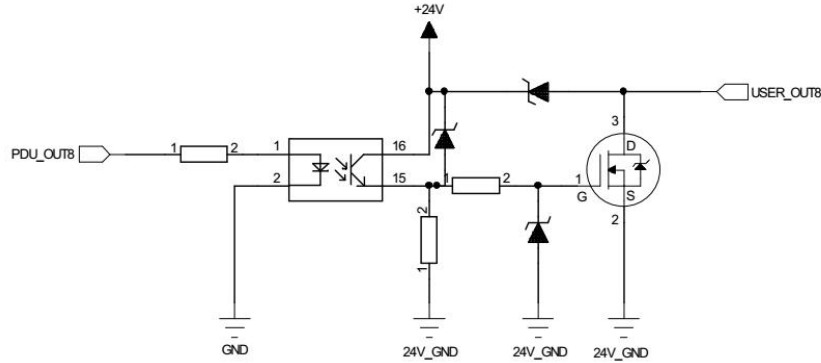 +24V
USER_OUT8
3
D
PDU_OUT8
1
2
1
16
2
15
1
2
1
G
S
2
2
1
GND
24V_GND
24V_GND
24V_GND